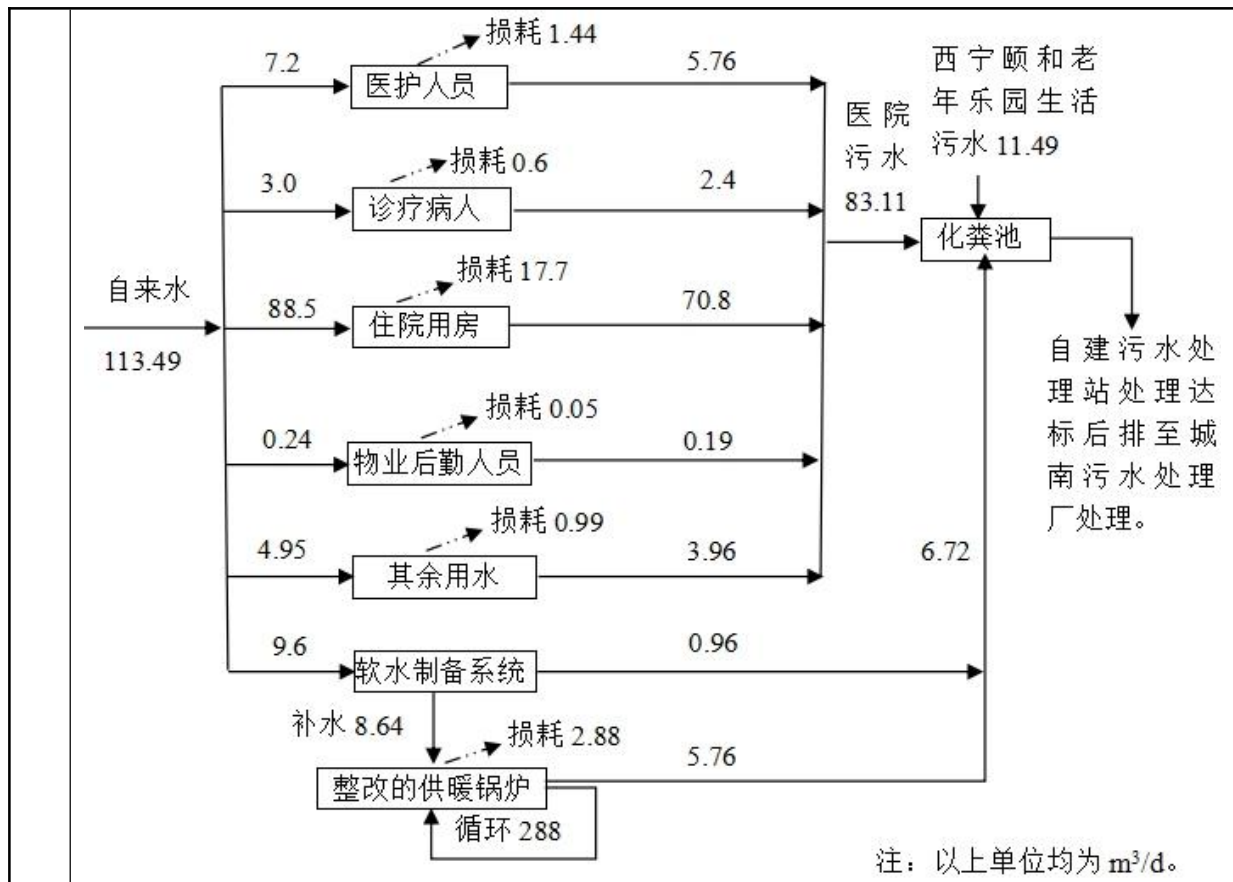 损耗 1.44
7.2
医护人员
5.76
西宁颐和老
年乐园生活
污水 11.49
医院
污水
83.11
损耗 0.6
3.0
诊疗病人
2.4
化粪池
损耗 17.7
自来水
88.5
住院用房
70.8
113.49
自建污水处
理站处理达
标后排至城
南污水处理
厂处理。
损耗 0.05
0.24
物业后勤人员
0.19
损耗 0.99
4.95
其余用水
3.96
6.72
9.6
软水制备系统
0.96
补水 8.64
损耗 2.88
整改的供暖锅炉
5.76
循环 288
注：以上单位均为 m³/d。